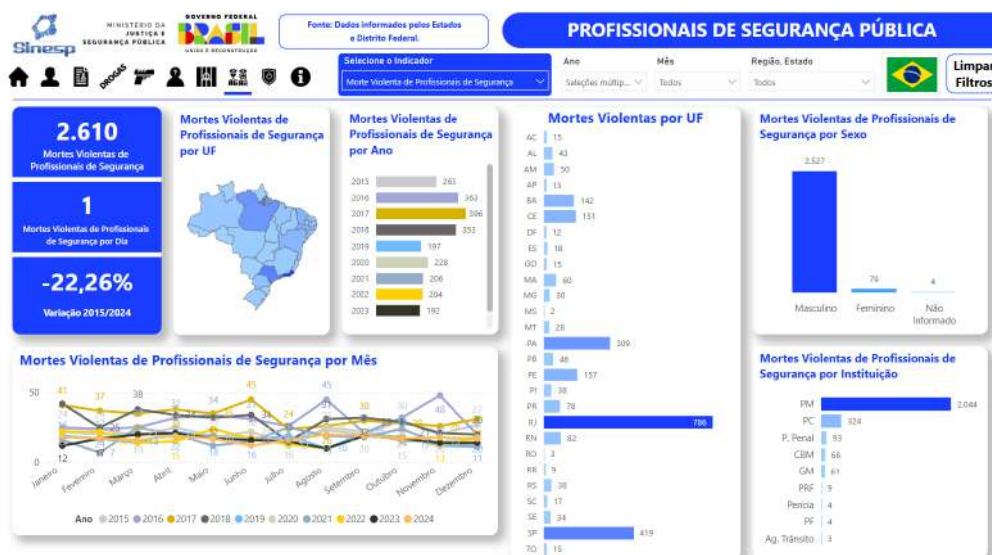 Sinesp
MINISTÉRIO DA
JUSTIÇA E
SEGURANÇA PÚBLICA
GOVERNO FEDERAL
BRASIL
UNIÃO E RECONSTRUÇÃO
Fonte: Dados informados pelos Estados
e Distrito Federal.
PROFISSIONAIS DE SEGURANÇA PÚBLICA
DROGAS
Selecione o Indicador
Morte Violenta de Profissionais de Segurança
Ano
Seleções múltip...
Mês
Todos
Região, Estado
Todos
Limpar
Filtros
2.610
Mortes Violentas de
Profissionais de Segurança
1
Mortes Violentas de Profissionais
de Segurança por Dia
-22,26%
Variação 2015/2024
Mortes Violentas de
Profissionais de Segurança
por UF
Mortes Violentas de
Profissionais de Segurança
por Ano
2015 263
2016 363
2017 396
2018 353
2019 197
2020 228
2021 206
2022 204
2023 192
Mortes Violentas por UF
AC 15
AL 43
AM 50
AP 13
BA 142
CE 151
DF 12
ES 18
GO 15
MA 60
MG 30
MS 2
MT 28
PA 309
PB 46
PE 157
PI 38
PR 78
RJ 786
RN 82
RO 3
RR 9
RS 38
SC 17
SE 34
SP 419
TO 15
Mortes Violentas de Profissionais de
Segurança por Sexo
2.527
79
4
Masculino
Feminino
Não
Informado
Mortes Violentas de Profissionais de
Segurança por Instituição
PM 2.044
PC 324
P. Penal 93
CBM 68
GM 61
PRF 9
Perícia 4
PF 4
Ag. Trânsito 3
Mortes Violentas de Profissionais de Segurança por Mês
50
0
41
37
38
34
45
45
30
48
12
15
16
15
13
11
Janeiro
Fevereiro
Março
Abril
Maio
Junho
Julho
Agosto
Setembro
Outubro
Novembro
Dezembro
Ano 2015 2016 2017 2018 2019 2020 2021 2022 2023 2024